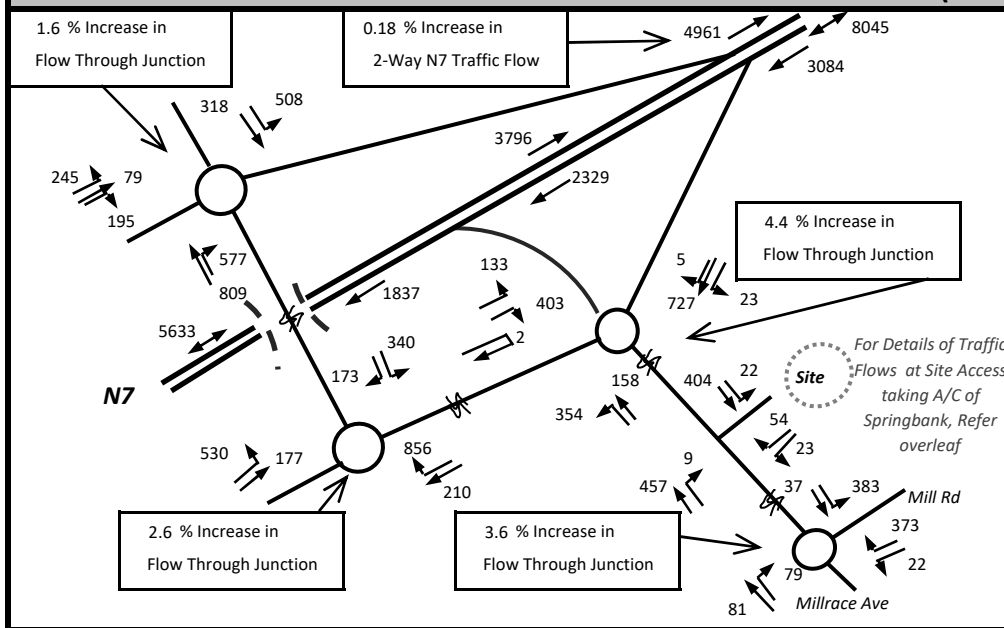 1.6 % Increase in
Flow Through Junction
0.18 % Increase in
2-Way N7 Traffic Flow
4961
8045
3084
318
508
3796
245
79
2329
195
4.4 % Increase in
Flow Through Junction
577
133
5
809
1837
403
727
23
5633
340
2
For Details of Traffic
Flows at Site Access
taking A/C of
Springbank, Refer
overleaf
Site
N7
173
158
404
22
354
54
530
177
856
23
9
210
457
37
383
Mill Rd
2.6 % Increase in
Flow Through Junction
3.6 % Increase in
Flow Through Junction
373
22
79
81
Millrace Ave